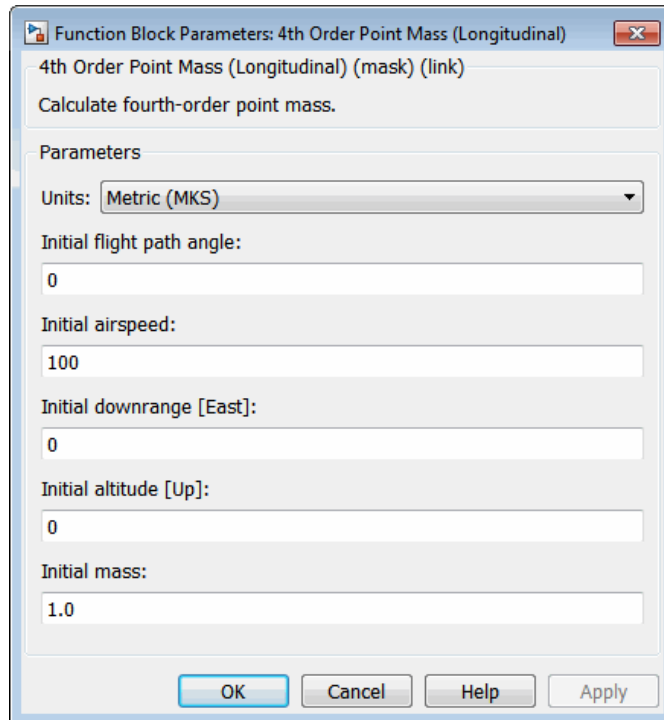 Function Block Parameters: 4th Order Point Mass (Longitudinal)
4th Order Point Mass (Longitudinal) (mask) (link)
Calculate fourth-order point mass.
Parameters
Units: Metric (MKS)
Initial flight path angle:
0
Initial airspeed:
100
Initial downrange [East]:
0
Initial altitude [Up]:
0
Initial mass:
1.0
OK Cancel Help Apply